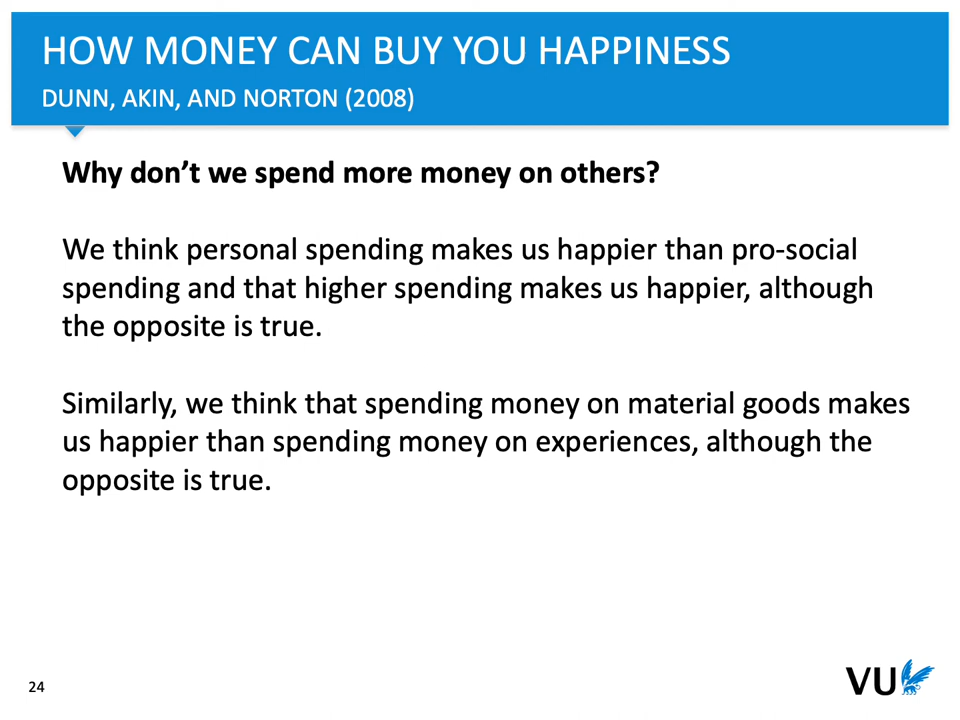 HOW MONEY CAN BUY YOU HAPPINESS
DUNN, AKIN, AND NORTON (2008)
Why don’t we spend more money on others?
We think personal spending makes us happier than pro-social
spending and that higher spending makes us happier, although
the opposite is true.
Similarly, we think that spending money on material goods makes
us happier than spending money on experiences, although the
opposite is true.
24
VU